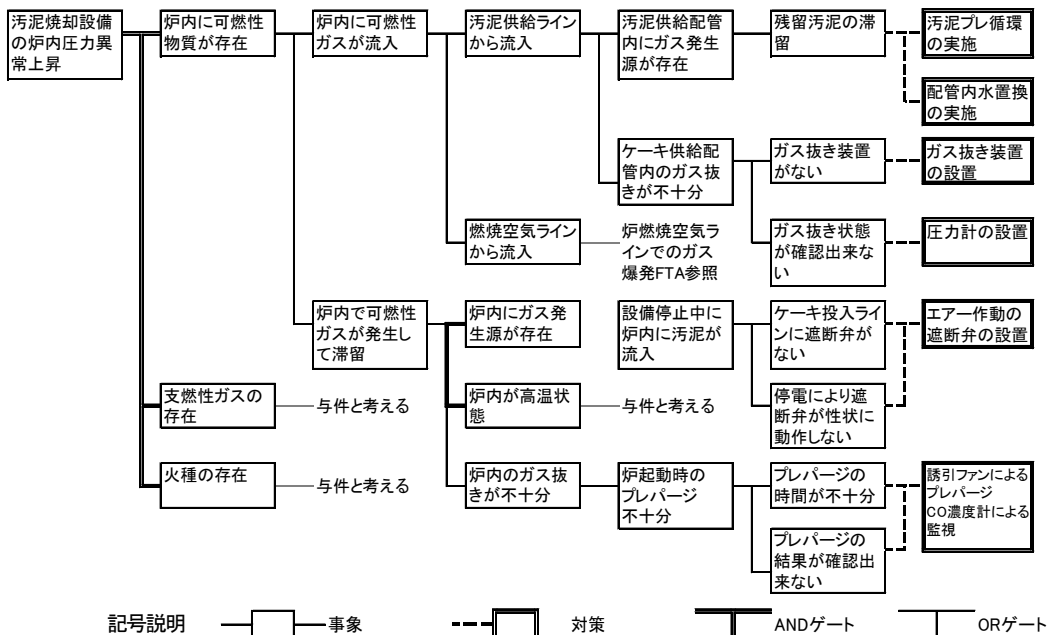 汚泥焼却設備
の炉内圧力異
常上昇
炉内に可燃性
物質が存在
炉内に可燃性
ガスが流入
汚泥供給ライン
から流入
汚泥供給配管
内にガス発生
源が存在
残留汚泥の滞
留
汚泥プレ循環
の実施
配管内水置換
の実施
ケーキ供給配
管内のガス抜
きが不十分
ガス抜き装置
がない
ガス抜き装置
の設置
燃焼空気ライン
から流入
炉燃焼空気ラ
インでのガス
爆発FTA参照
ガス抜き状態
が確認出来な
い
圧力計の設置
炉内で可燃性
ガスが発生し
て滞留
炉内にガス発
生源が存在
設備停止中に
炉内に汚泥が
流入
ケーキ投入ライ
ンに遮断弁が
ない
エアー作動の
遮断弁の設置
支燃性ガスの
存在
与件と考える
炉内が高温状
態
与件と考える
停電により遮
断弁が性状に
動作しない
火種の存在
与件と考える
炉内のガス抜
きが不十分
炉起動時の
プレパージ
不十分
プレパージの
時間が不十分
誘引ファンによる
プレパージ
CO濃度計による
監視
プレパージの
結果が確認出
来ない
記号説明
事象
対策
ANDゲート
ORゲート